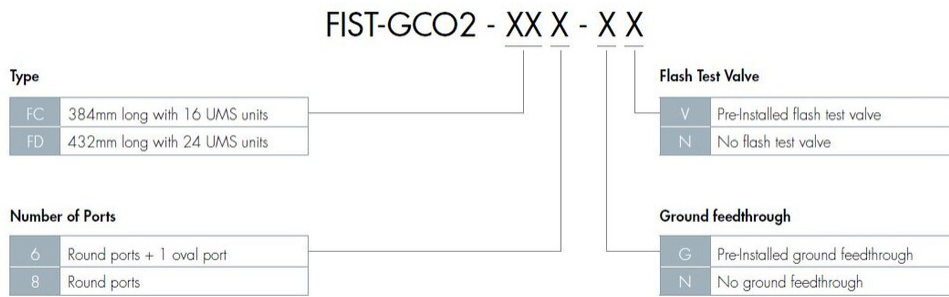 FIST-GCO2 - XX X - X X
Type
FC 384mm long with 16 UMS units
FD 432mm long with 24 UMS units
Number of Ports
6 Round ports + 1 oval port
8 Round ports
Flash Test Valve
V Pre-Installed flash test valve
N No flash test valve
Ground feedthrough
G Pre-Installed ground feedthrough
N No ground feedthrough